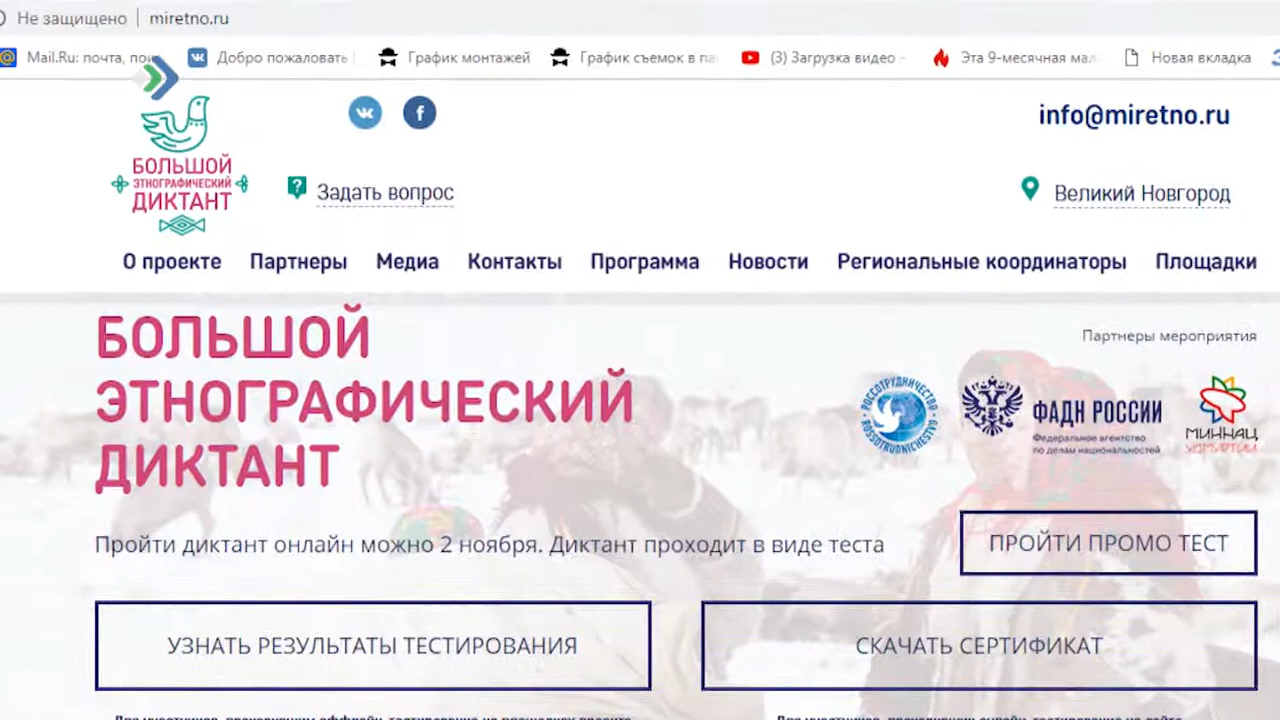 Не защищено | miretno.ru
Mail.Ru: почта, пои
Добро пожаловать
График монтажей
График съемок в па
(3) Загрузка видео -
Эта 9-месячная мал
Новая вкладка
БОЛЬШОЙ
ЭТНОГРАФИЧЕСКИЙ
ДИКТАНТ
info@miretno.ru
Задать вопрос
Великий Новгород
О проекте Партнеры Медиа Контакты Программа Новости Региональные координаторы Площадки
БОЛЬШОЙ
ЭТНОГРАФИЧЕСКИЙ
ДИКТАНТ
Партнеры мероприятия
РОССОТРУДНИЧЕСТВО
ROSSOTRUDNICHESTVO
ФАДН РОССИИ
Федеральное агентство
по делам национальностей
МИННАЦ
УДМУРТИИ
Пройти диктант онлайн можно 2 ноября. Диктант проходит в виде теста
ПРОЙТИ ПРОМО ТЕСТ
УЗНАТЬ РЕЗУЛЬТАТЫ ТЕСТИРОВАНИЯ
СКАЧАТЬ СЕРТИФИКАТ